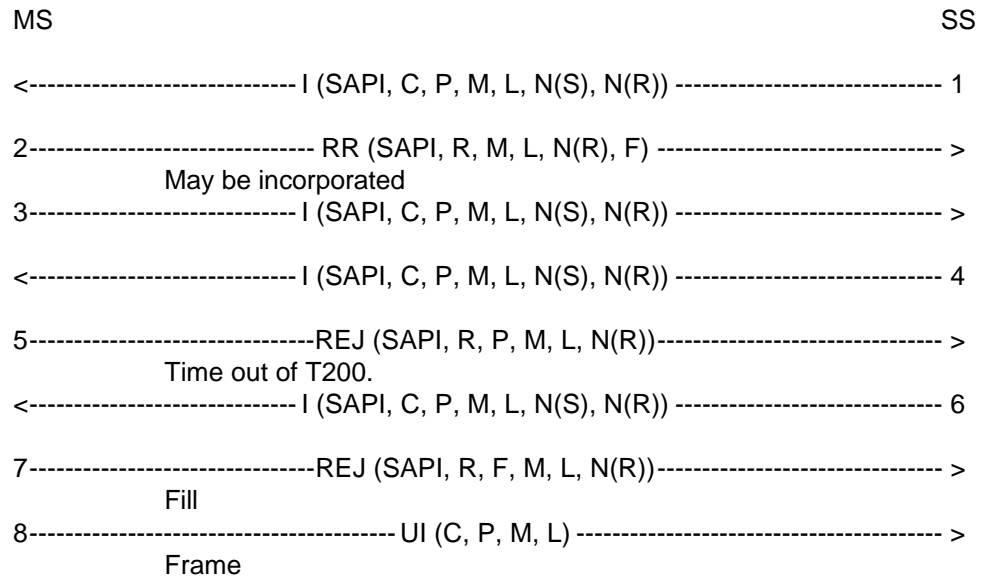 MS SS
<------------------------------ I (SAPI, C, P, M, L, N(S), N(R)) ------------------------------ 1
2-------------------------------- RR (SAPI, R, M, L, N(R), F) -------------------------------- >
May be incorporated
3------------------------------ I (SAPI, C, P, M, L, N(S), N(R)) ------------------------------ >
<------------------------------ I (SAPI, C, P, M, L, N(S), N(R)) ------------------------------ 4
5--------------------------------REJ (SAPI, R, P, M, L, N(R))-------------------------------- >
Time out of T200.
<------------------------------ I (SAPI, C, P, M, L, N(S), N(R)) ------------------------------ 6
7--------------------------------REJ (SAPI, R, F, M, L, N(R))-------------------------------- >
Fill
8----------------------------------------- UI (C, P, M, L) ----------------------------------------- >
Frame